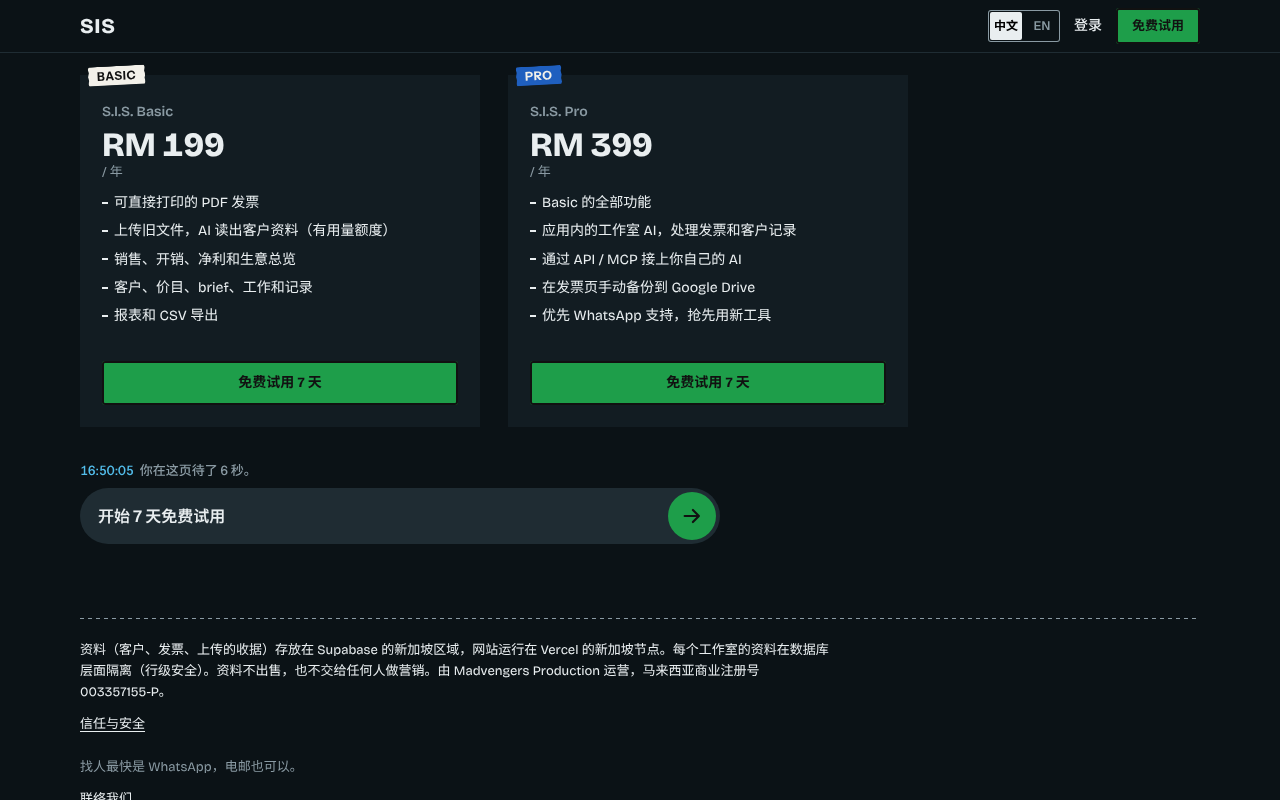 SIS
中文
EN
登录
免费试用
BASIC
S.I.S. Basic
RM 199
/ 年
可直接打印的 PDF 发票
上传旧文件，AI 读出客户资料（有用量额度）
销售、开销、净利和生意总览
客户、价目、brief、工作和记录
报表和 CSV 导出
免费试用 7 天
PRO
S.I.S. Pro
RM 399
/ 年
Basic 的全部功能
应用内的工作室 AI，处理发票和客户记录
通过 API / MCP 接上你自己的 AI
在发票页手动备份到 Google Drive
优先 WhatsApp 支持，抢先用新工具
免费试用 7 天
16:50:05 你在这页待了 6 秒。
开始 7 天免费试用
资料（客户、发票、上传的收据）存放在 Supabase 的新加坡区域，网站运行在 Vercel 的新加坡节点。每个工作室的资料在数据库
层面隔离（行级安全）。资料不出售，也不交给任何人做营销。由 Madvengers Production 运营，马来西亚商业注册号
003357155-P。
信任与安全
找人最快是 WhatsApp，电邮也可以。
联络我们